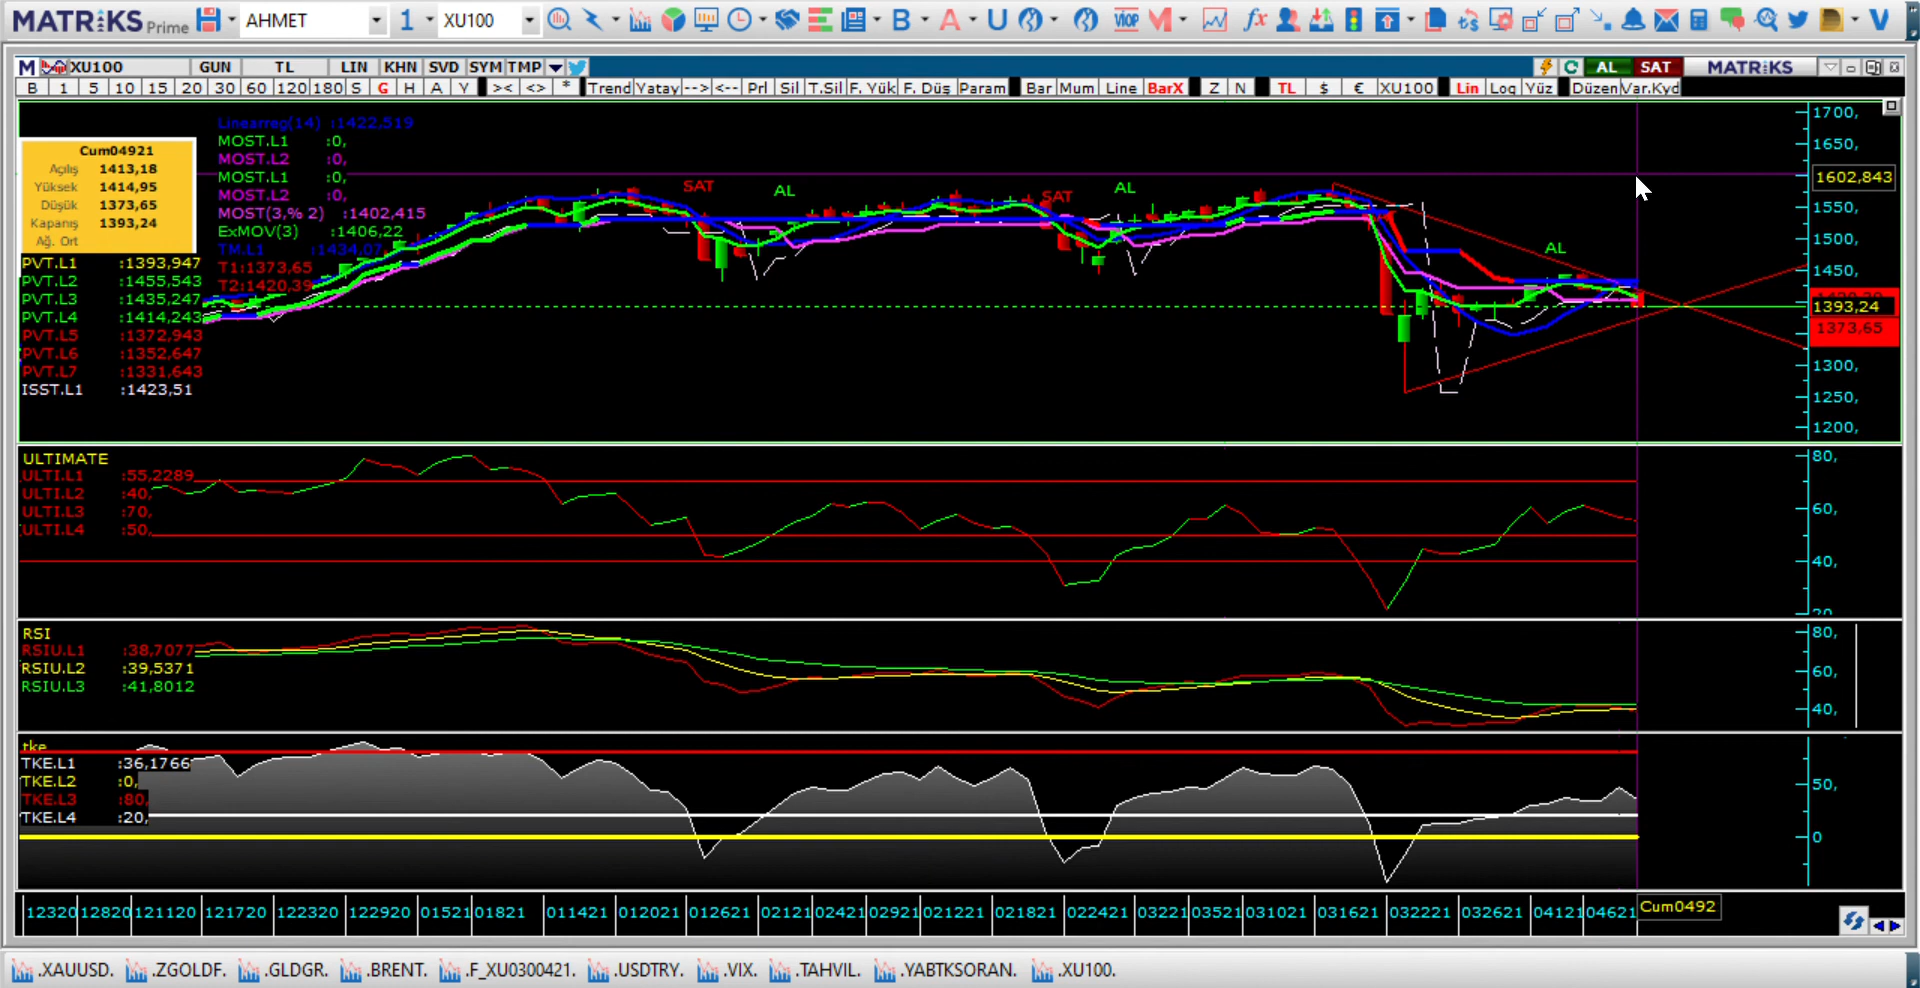 MATRiKS Prime AHMET 1 XU100 B A U VIOP M fx V
M XU100 GUN TL LIN KHN SVD SYM TMP AL SAT MATRiKS
B 1 5 10 15 20 30 60 120 180 S G H A Y >< <> * Trend Yatay --> <-- Prl Sil T.Sil F. Yük F. Düş Param Bar Mum Line BarX Z N TL $ € XU100 Lin Log Yüz Düzen Var.Kyd
Cum04921
Açılış 1413,18
Yüksek 1414,95
Düşük 1373,65
Kapanış 1393,24
Ağ. Ort
PVT.L1 :1393,947
PVT.L2 :1455,543
PVT.L3 :1435,247
PVT.L4 :1414,243
PVT.L5 :1372,943
PVT.L6 :1352,647
PVT.L7 :1331,643
ISST.L1 :1423,51
Linearreg(14) :1422,519
MOST.L1 :0,
MOST.L2 :0,
MOST.L1 :0,
MOST.L2 :0,
MOST(3,% 2) :1402,415
ExMOV(3) :1406,22
TM.L1 :1434,07
T1:1373,65
T2:1420,39
SAT
AL
SAT
AL
AL
1700,
1650,
1602,843
1550,
1500,
1450,
1393,24
1373,65
1300,
1250,
1200,
ULTIMATE
ULTI.L1 :55,2289
ULTI.L2 :40,
ULTI.L3 :70,
ULTI.L4 :50,
80,
60,
40,
20
RSI
RSIU.L1 :38,7077
RSIU.L2 :39,5371
RSIU.L3 :41,8012
80,
60,
40,
tke
TKE.L1 :36,1766
TKE.L2 :0,
TKE.L3 :80,
TKE.L4 :20,
50,
0
12320 12820 121120 121720 122320 122920 01521 01821 011421 012021 012621 02121 02421 02921 021221 021821 022421 03221 03521 031021 031621 032221 032621 04121 04621 Cum0492
.XAUUSD. .ZGOLDF. .GLDGR. .BRENT. .F_XU0300421. .USDTRY. .VIX. .TAHVIL. .YABTKSORAN. .XU100.